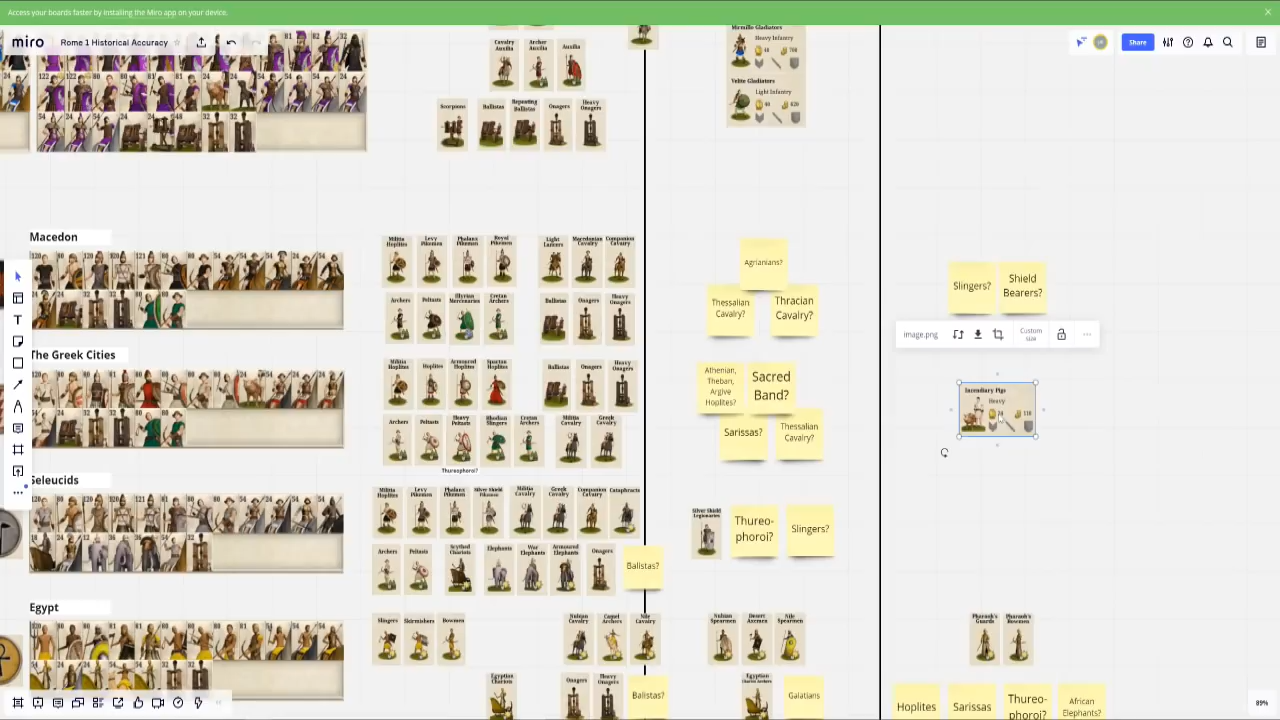 Access your boards faster by installing the Miro app on your device.
miro
Rome 1 Historical Accuracy
Share
Cavalry
Auxilia
Archer
Auxilia
Auxilia
Scorpions
Ballistas
Repeating
Ballistas
Onagers
Heavy
Onagers
Mirmillo Gladiators
Heavy Infantry
Velite Gladiators
Light Infantry
Macedon
Militia
Hoplites
Levy
Pikemen
Phalanx
Pikemen
Royal
Pikemen
Light
Lancers
Macedonian
Cavalry
Companion
Cavalry
Archers
Peltasts
Illyrian
Mercenaries
Cretan
Archers
Ballistas
Onagers
Heavy
Onagers
Agrianians?
Thessalian
Cavalry?
Thracian
Cavalry?
Slingers?
Shield
Bearers?
image.png
Custom
size
The Greek Cities
Militia
Hoplites
Hoplites
Armoured
Hoplites
Spartan
Hoplites
Ballistas
Onagers
Heavy
Onagers
Archers
Peltasts
Heavy
Peltasts
Rhodian
Slingers
Cretan
Archers
Militia
Cavalry
Greek
Cavalry
Thureophoroi?
Athenian,
Theban,
Argive
Hoplites?
Sacred
Band?
Sarissas?
Thessalian
Cavalry?
Incendiary Pigs
Heavy
Seleucids
Militia
Hoplites
Levy
Pikemen
Phalanx
Pikemen
Silver Shield
Pikemen
Militia
Cavalry
Greek
Cavalry
Companion
Cavalry
Cataphracts
Archers
Peltasts
Scythed
Chariots
Elephants
War
Elephants
Armoured
Elephants
Onagers
Balistas?
Silver Shield
Legionaries
Thureo-
phoroi?
Slingers?
Egypt
Slingers
Skirmishers
Bowmen
Nubian
Cavalry
Camel
Archers
Nile
Cavalry
Nubian
Spearmen
Desert
Axemen
Nile
Spearmen
Pharaoh's
Guards
Pharaoh's
Bowmen
Egyptian
Chariots
Onagers
Heavy
Onagers
Balistas?
Egyptian
Chariot Archers
Galatians
Hoplites
Sarissas
Thureo-
phoroi?
African
Elephants?
89%